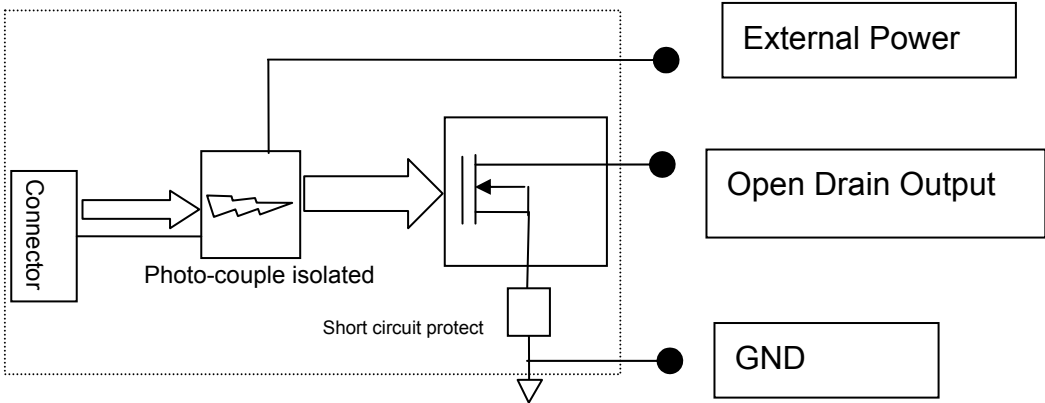 External Power
Connector
Open Drain Output
Photo-couple isolated
Short circuit protect
GND